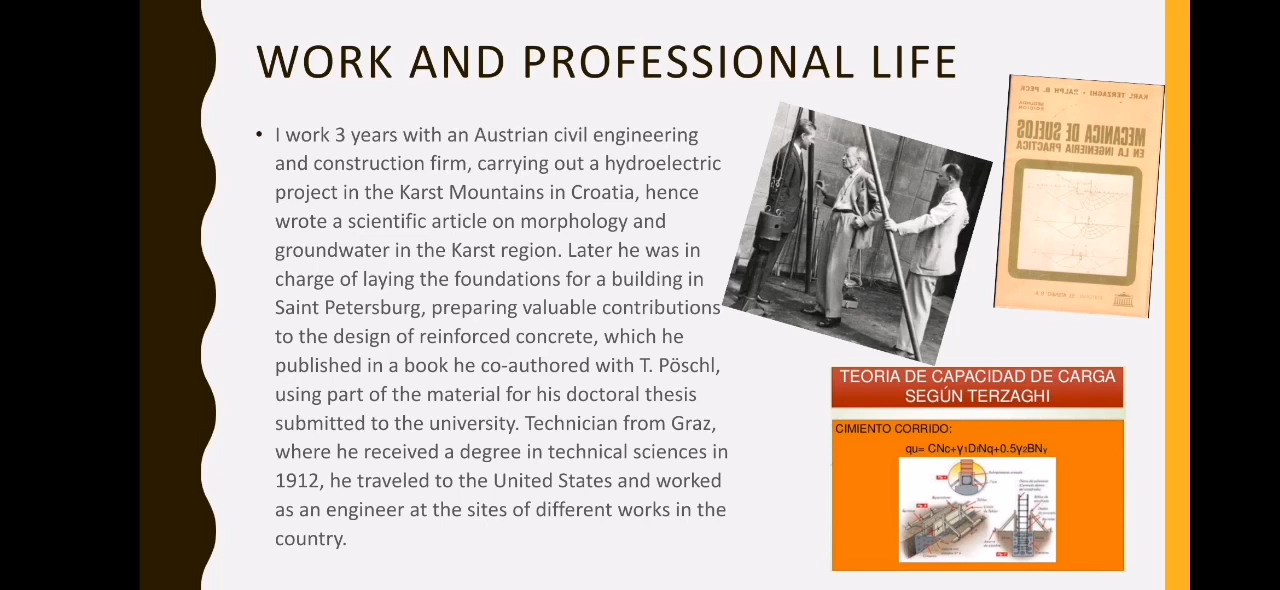 WORK AND PROFESSIONAL LIFE
• I work 3 years with an Austrian civil engineering
and construction firm, carrying out a hydroelectric
project in the Karst Mountains in Croatia, hence
wrote a scientific article on morphology and
groundwater in the Karst region. Later he was in
charge of laying the foundations for a building in
Saint Petersburg, preparing valuable contributions
to the design of reinforced concrete, which he
published in a book he co-authored with T. Pöschl,
using part of the material for his doctoral thesis
submitted to the university. Technician from Graz,
where he received a degree in technical sciences in
1912, he traveled to the United States and worked
as an engineer at the sites of different works in the
country.
KARL TERZAGHI - RALPH B. PECK
MECANICA DE SUELOS
EN LA INGENIERIA PRACTICA
TEORIA DE CAPACIDAD DE CARGA
SEGÚN TERZAGHI
CIMIENTO CORRIDO:
qu= CNc+γ1DfNq+0.5γ2BNγ